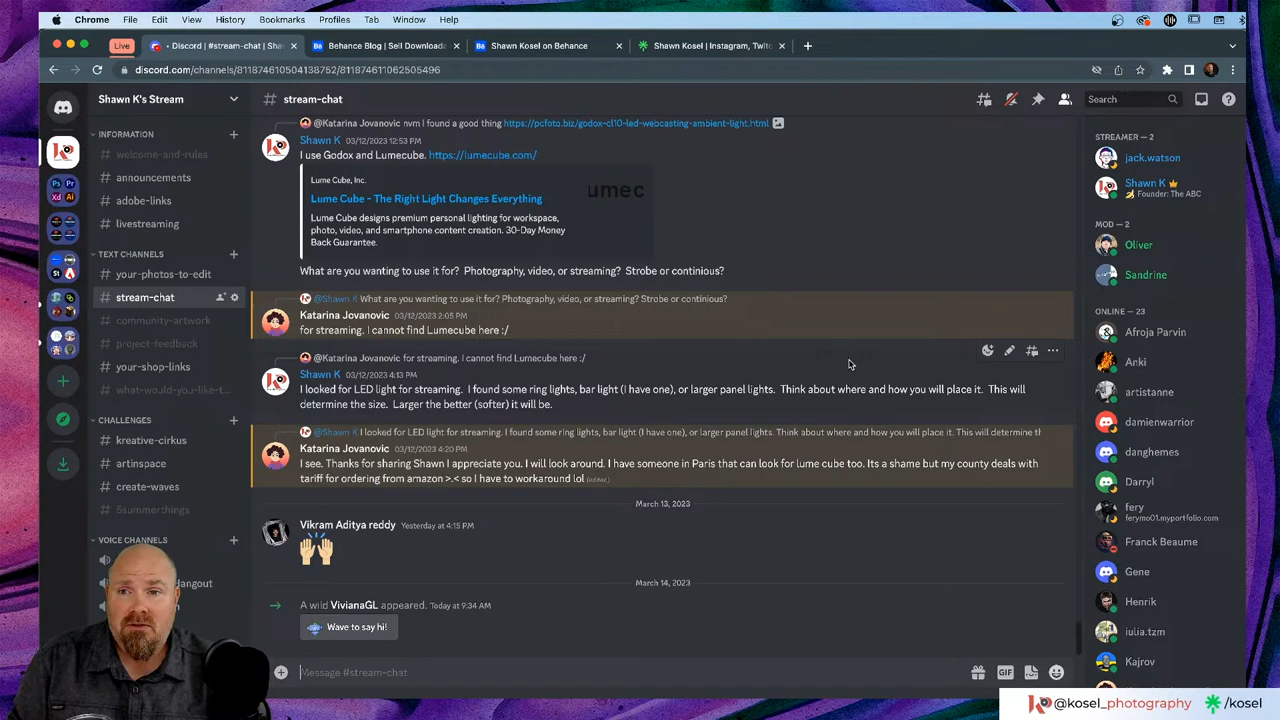 Chrome File Edit View History Bookmarks Profiles Tab Window Help
Live Discord | #stream-chat | Sha Behance Blog | Sell Downloada Shawn Kosel on Behance Shawn Kosel | Instagram, Twitc
discord.com/channels/811874610504138752/811874611062505496
Shawn K's Stream
stream-chat
Search
INFORMATION
welcome-and-rules
announcements
adobe-links
livestreaming
TEXT CHANNELS
your-photos-to-edit
stream-chat
community-artwork
project-feedback
your-shop-links
what-would-you-like-t...
CHALLENGES
kreative-cirkus
artinspace
create-waves
5summerthings
VOICE CHANNELS
Hangout
@Katarina Jovanovic nvm I found a good thing https://pcfoto.biz/godox-cl10-led-webcasting-ambient-light.html
Shawn K 03/12/2023 12:53 PM
I use Godox and Lumecube. https://lumecube.com/
Lume Cube, Inc.
Lume Cube - The Right Light Changes Everything
umec
Lume Cube designs premium personal lighting for workspace,
photo, video, and smartphone content creation. 30-Day Money
Back Guarantee.
What are you wanting to use it for? Photography, video, or streaming? Strobe or continious?
@Shawn K What are you wanting to use it for? Photography, video, or streaming? Strobe or continious?
Katarina Jovanovic 03/12/2023 2:05 PM
for streaming. I cannot find Lumecube here :/
@Katarina Jovanovic for streaming. I cannot find Lumecube here :/
Shawn K 03/12/2023 4:13 PM
I looked for LED light for streaming. I found some ring lights, bar light (I have one), or larger panel lights. Think about where and how you will place it. This will
determine the size. Larger the better (softer) it will be.
@Shawn K I looked for LED light for streaming. I found some ring lights, bar light (I have one), or larger panel lights. Think about where and how you will place it. This will determine th
Katarina Jovanovic 03/12/2023 4:20 PM
I see. Thanks for sharing Shawn I appreciate you. I will look around. I have someone in Paris that can look for lume cube too. Its a shame but my county deals with
tariff for ordering from amazon >.< so I have to workaround lol (edited)
March 13, 2023
Vikram Aditya reddy Yesterday at 4:15 PM
March 14, 2023
A wild VivianaGL appeared. Today at 9:34 AM
Wave to say hi!
Message #stream-chat
GIF
STREAMER — 2
jack.watson
Shawn K
Founder: The ABC
MOD — 2
Oliver
Sandrine
ONLINE — 23
Afroja Parvin
Anki
artistanne
damienwarrior
danghemes
Darryl
fery
ferymo01.myportfolio.com
Franck Beaume
Gene
Henrik
iulia.tzm
Kajrov
@kosel_photography /kosel